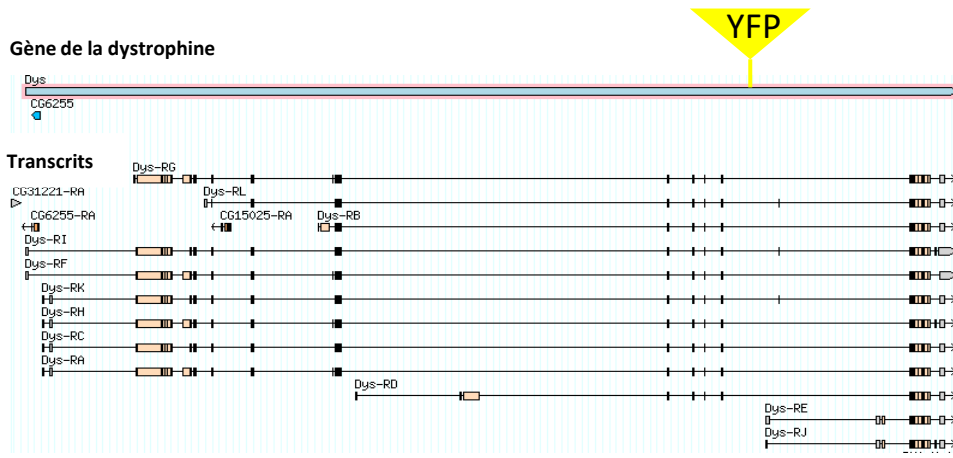 YFP
Gène de la dystrophine
Dys
CG6255
Transcrits
Dys-RG
CG31221-RA
Dys-RL
CG6255-RA
CG15025-RA
Dys-RB
Dys-RI
Dys-RF
Dys-RK
Dys-RH
Dys-RC
Dys-RA
Dys-RD
Dys-RE
Dys-RJ